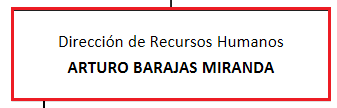 Dirección de Recursos Humanos
ARTURO BARAJAS MIRANDA